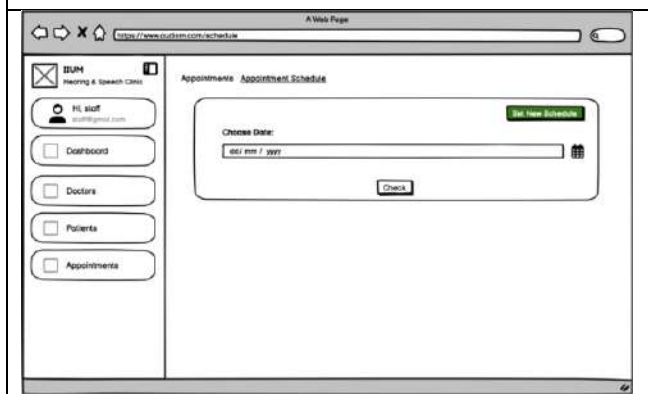 A Web Page
https://www.oudism.com/schedule
IIUM
Hearing & Speech Clinic
Hi, staff
staff@gmail.com
Dashboard
Doctors
Patients
Appointments
Appointments Appointment Schedule
Set New Schedule
Choose Date:
dd/ mm / yyyy
Check